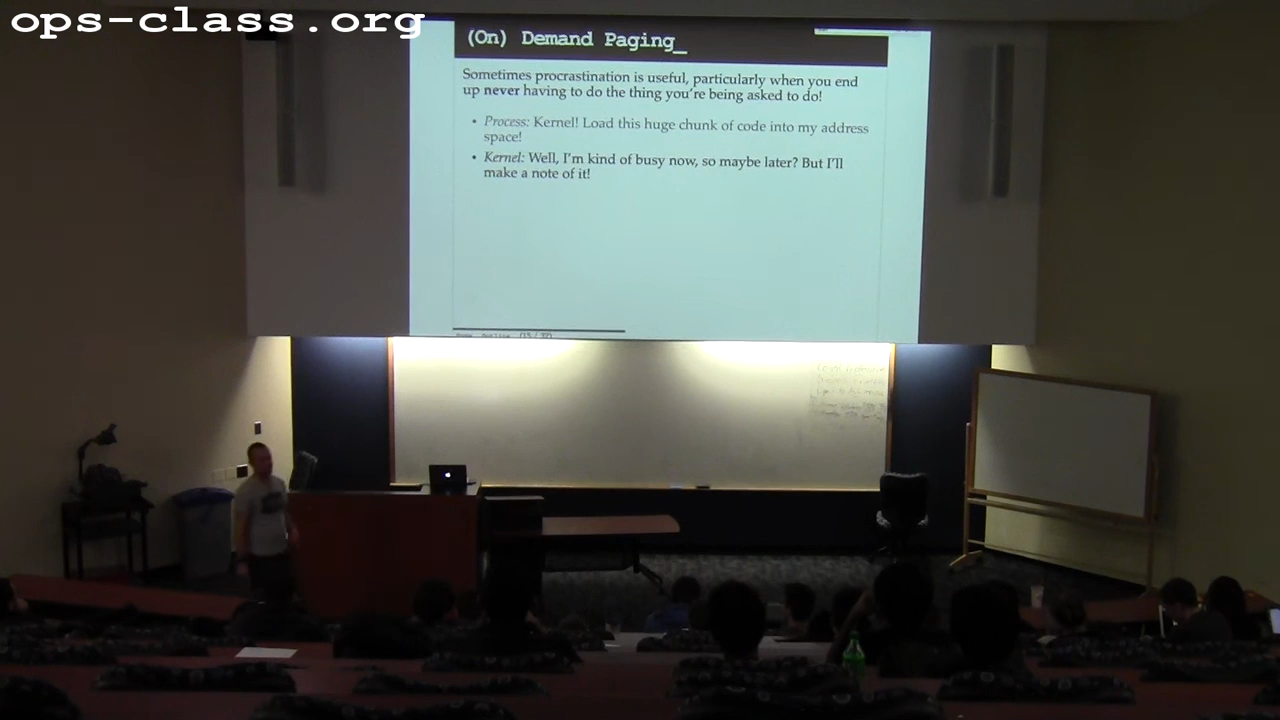 ops-class.org
(On) Demand Paging_
Sometimes procrastination is useful, particularly when you end
up never having to do the thing you're being asked to do!
• Process: Kernel! Load this huge chunk of code into my address
space!
• Kernel: Well, I'm kind of busy now, so maybe later? But I'll
make a note of it!